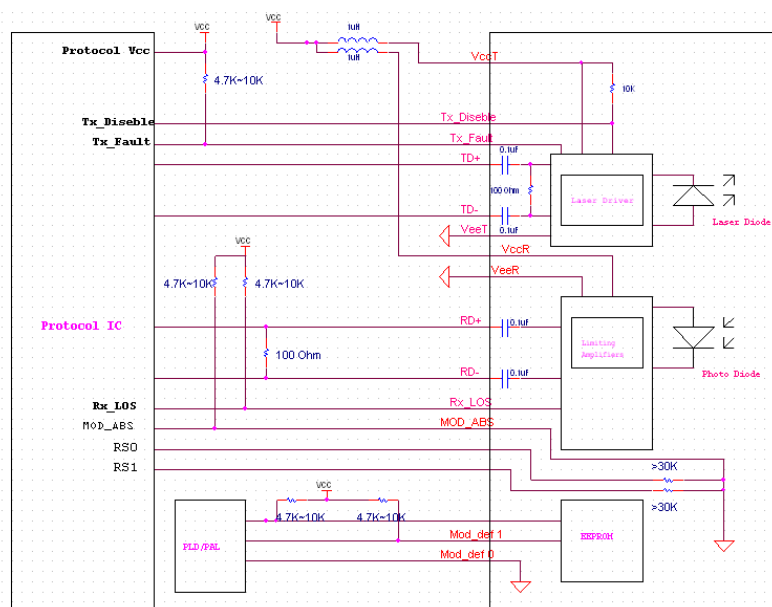 VCC
VCC
1uH
Protocol Vcc
1uH
VccT
4.7K~10K
10K
Tx_Diseble
Tx_Diseble
Tx_Fault
Tx_Fault
TD+
0.1uf
100 Ohm
Laser Driver
TD-
0.1uf
Laser Diode
VeeT
VCC
VccR
VeeR
4.7K~10K
4.7K~10K
Protocol IC
RD+
0.1uf
100 Ohm
Limiting
Amplifiers
RD-
0.1uf
Photo Diode
Rx_LOS
Rx_LOS
MOD_ABS
MOD_ABS
RS0
RS1
>30K
>30K
VCC
4.7K~10K
4.7K~10K
PLD/PAL
Mod_def 1
EEPROM
Mod_def 0